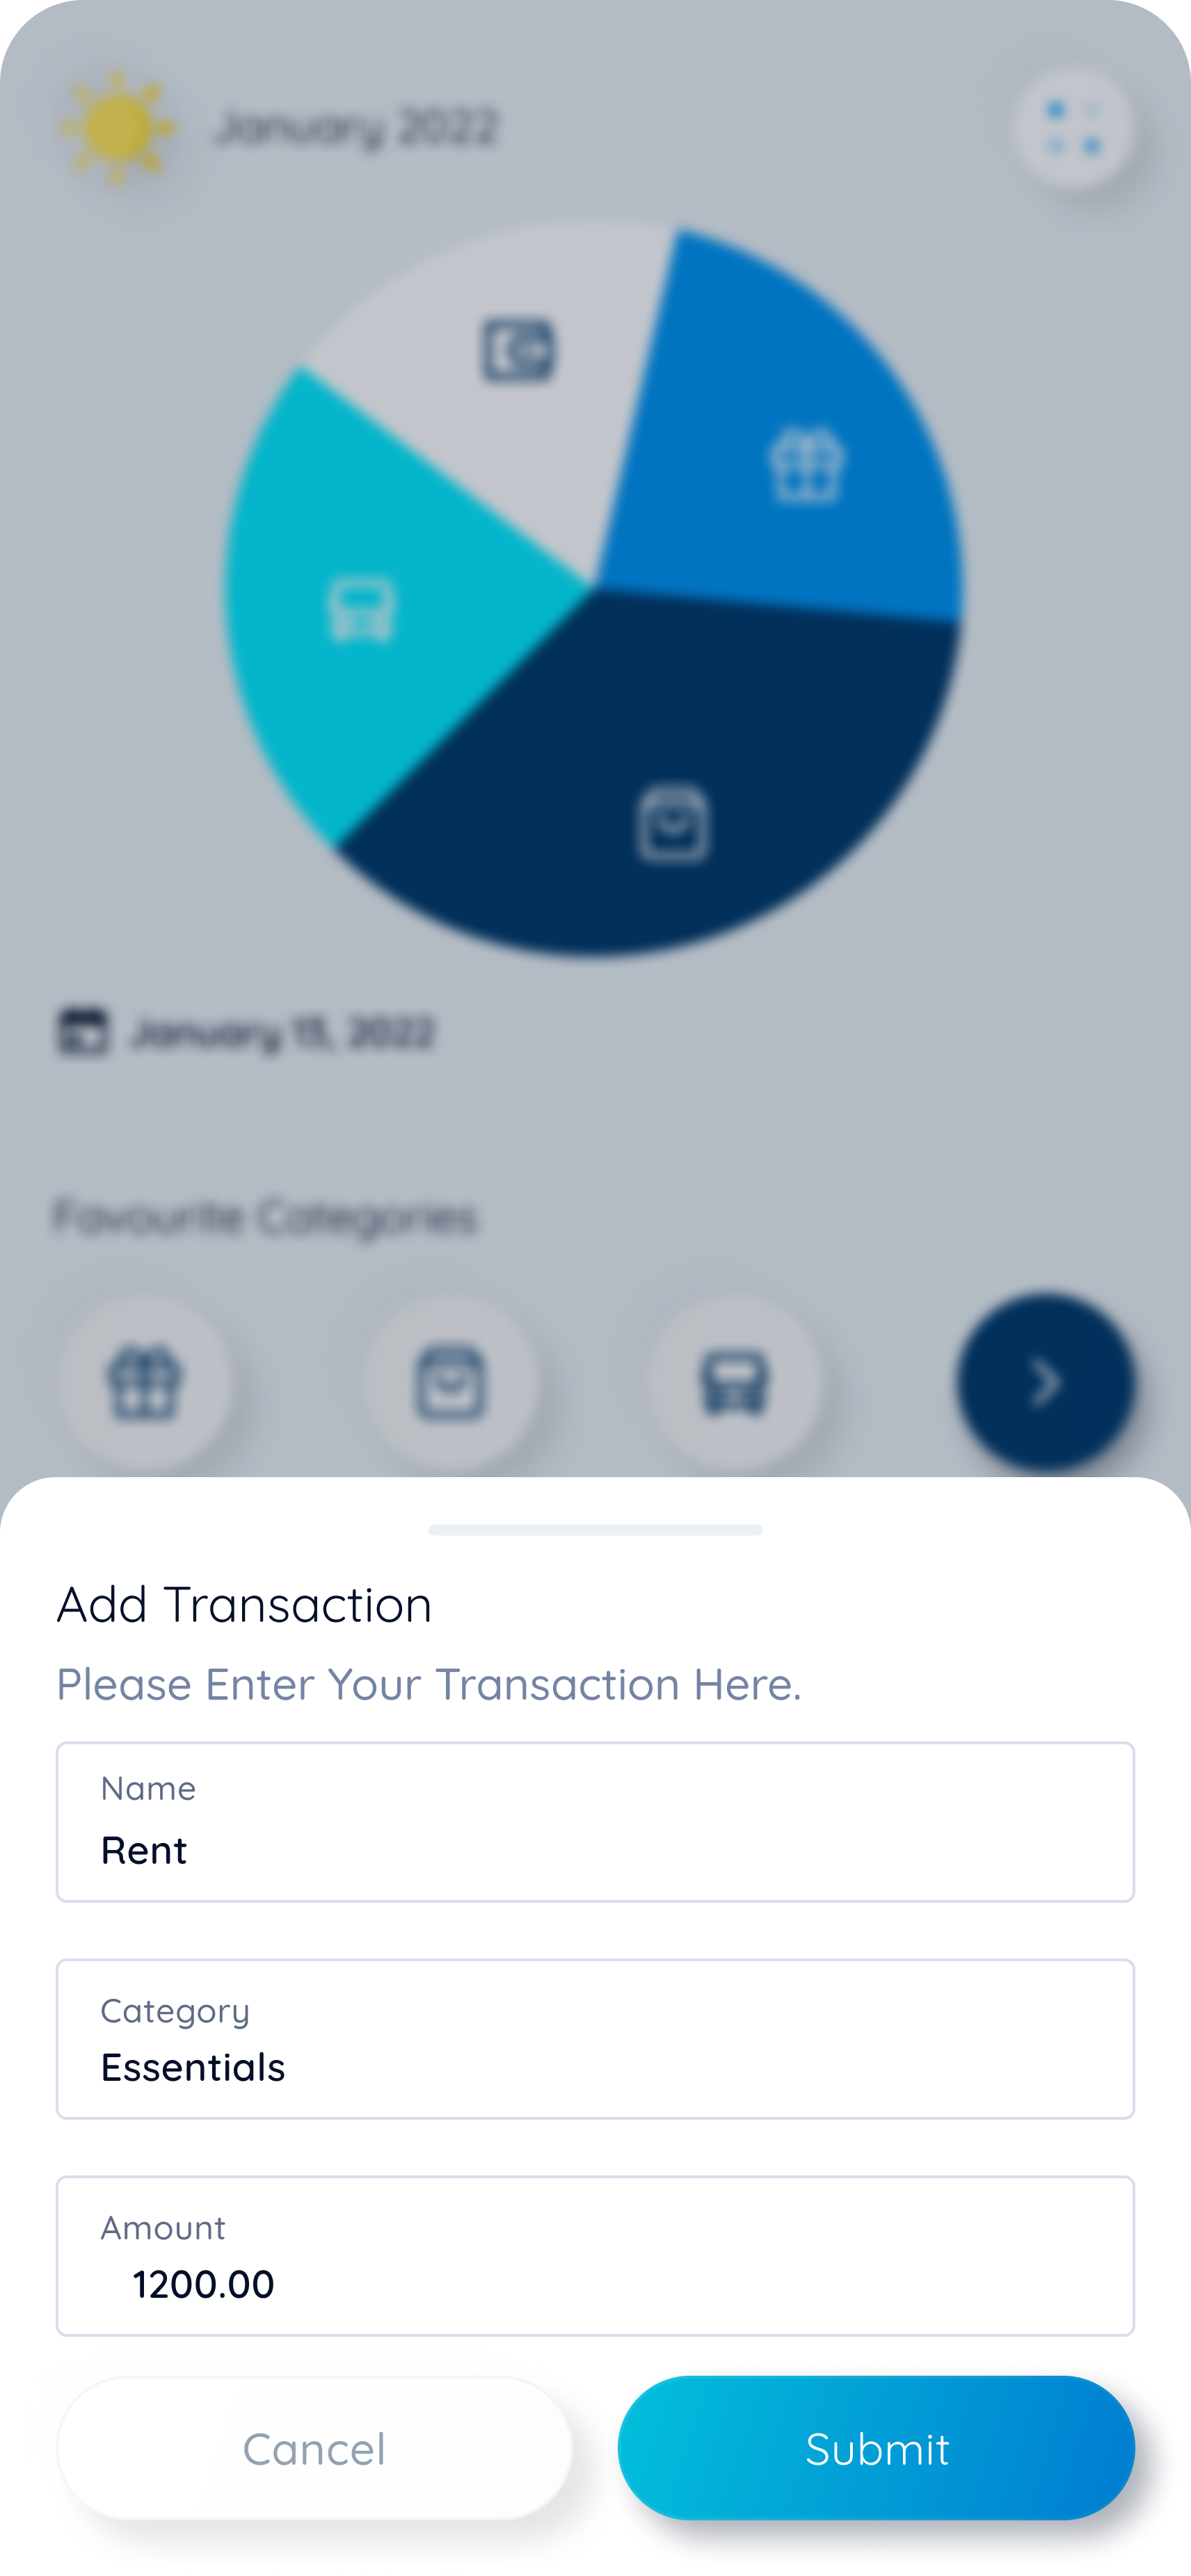 January 2022
January 13, 2022
Favourite Categories
Add Transaction
Please Enter Your Transaction Here.
Name
Rent
Category
Essentials
Amount
1200.00
Cancel
Submit